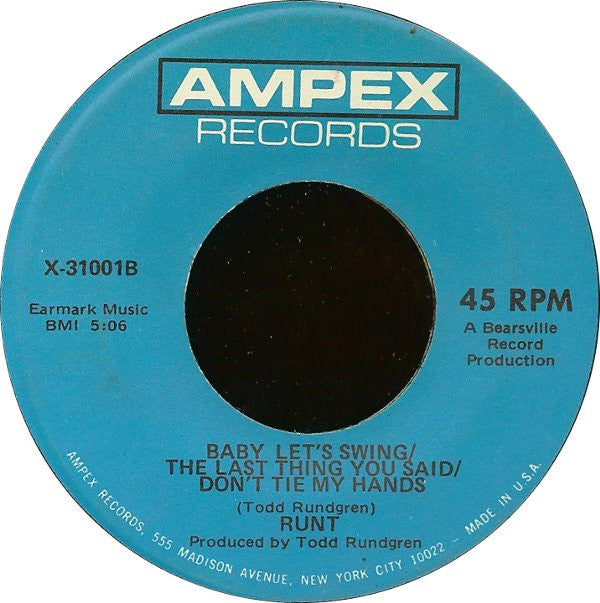 AMPEX
RECORDS
X-31001B
Earmark Music
BMI 5:06
45 RPM
A Bearsville
Record
Production
BABY LET'S SWING/
THE LAST THING YOU SAID/
DON'T TIE MY HANDS
(Todd Rundgren)
RUNT
Produced by Todd Rundgren
AMPEX RECORDS, 555 MADISON AVENUE, NEW YORK CITY 10022 — MADE IN U.S.A.